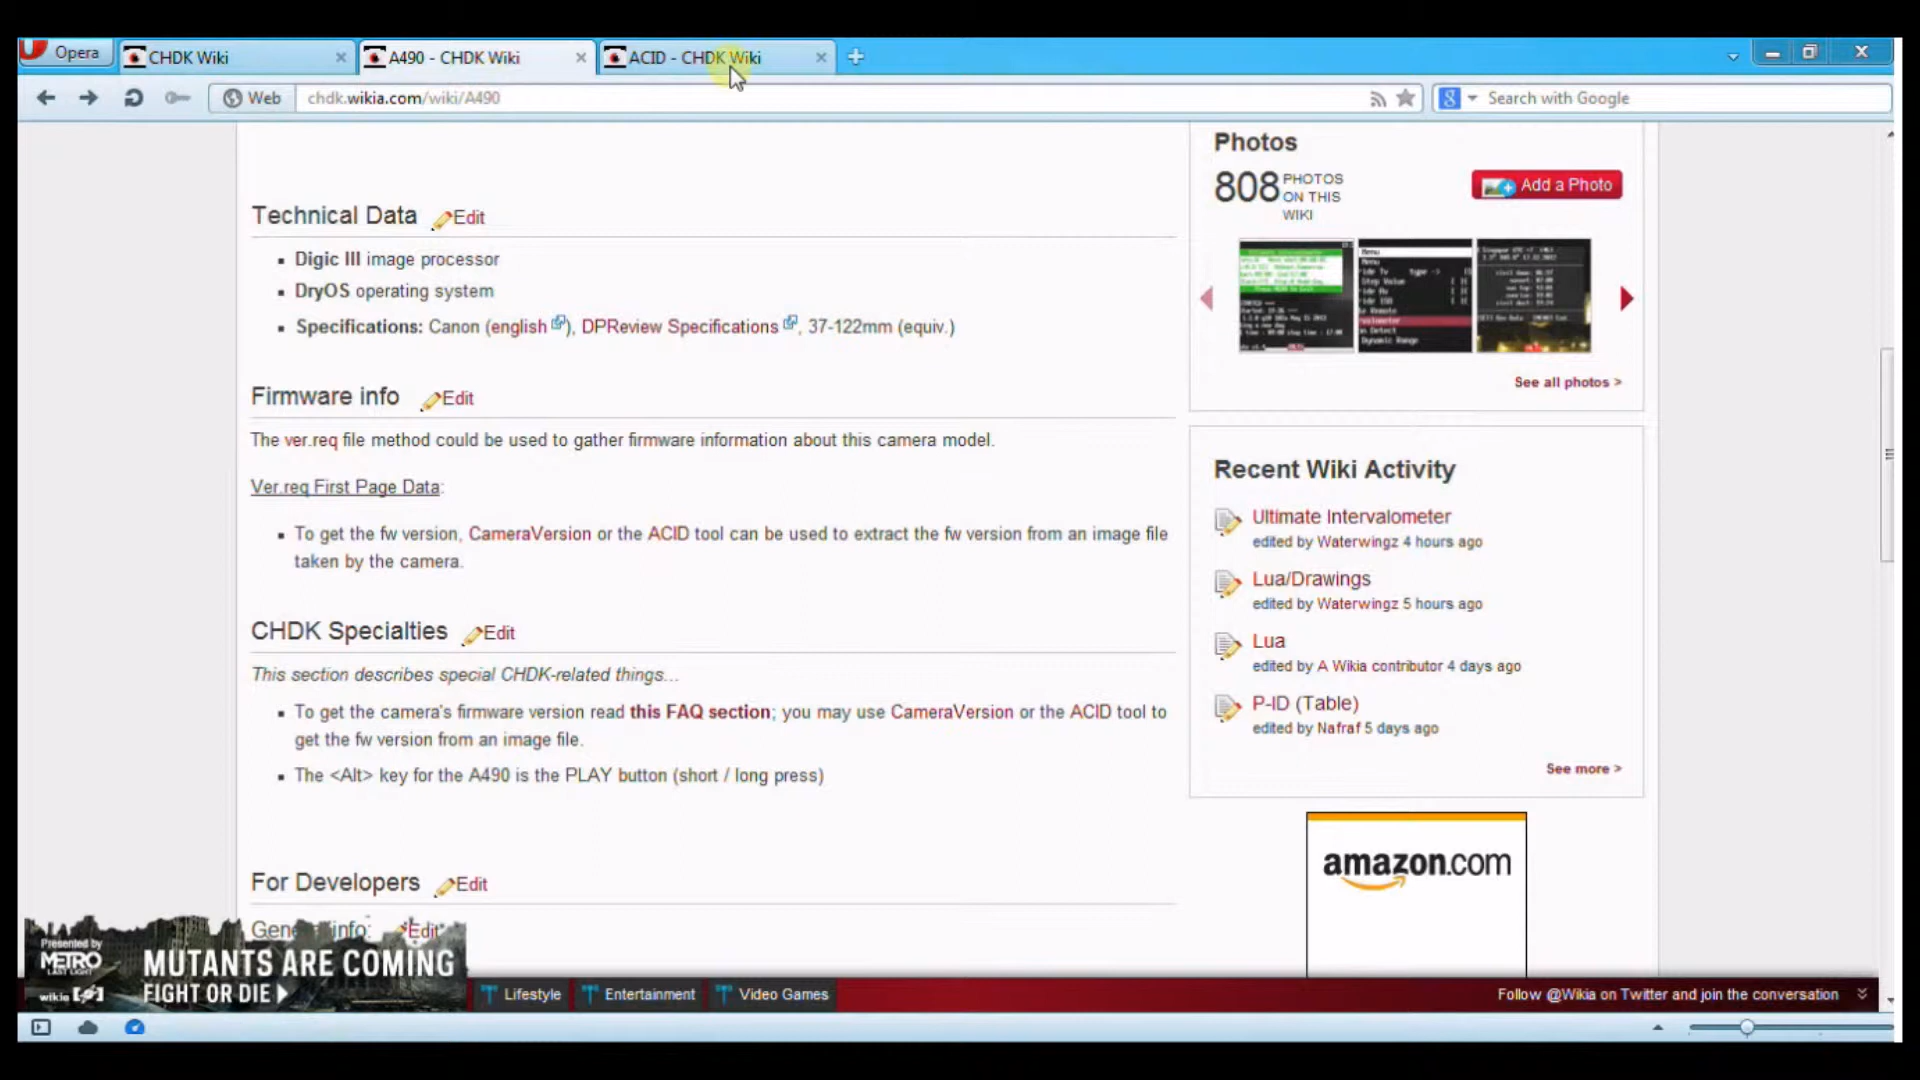 Opera
CHDK Wiki
A490 - CHDK Wiki
ACID - CHDK Wiki
Web
chdk.wikia.com/wiki/A490
Search with Google
Technical Data
Edit
Digic III image processor
DryOS operating system
Specifications: Canon (english), DPReview Specifications, 37-122mm (equiv.)
Firmware info
Edit
The ver.req file method could be used to gather firmware information about this camera model.
Ver.req First Page Data:
To get the fw version, CameraVersion or the ACID tool can be used to extract the fw version from an image file
taken by the camera.
CHDK Specialties
Edit
This section describes special CHDK-related things...
To get the camera's firmware version read this FAQ section; you may use CameraVersion or the ACID tool to
get the fw version from an image file.
The <Alt> key for the A490 is the PLAY button (short / long press)
For Developers
Edit
info:
Edit
Photos
808 PHOTOS
ON THIS
WIKI
Add a Photo
See all photos >
Recent Wiki Activity
Ultimate Intervalometer
edited by Waterwingz 4 hours ago
Lua/Drawings
edited by Waterwingz 5 hours ago
Lua
edited by A Wikia contributor 4 days ago
P-ID (Table)
edited by Nafraf 5 days ago
See more >
amazon.com
Presented by
METRO
LAST LIGHT
wikia
MUTANTS ARE COMING
FIGHT OR DIE
Lifestyle
Entertainment
Video Games
Follow @Wikia on Twitter and join the conversation